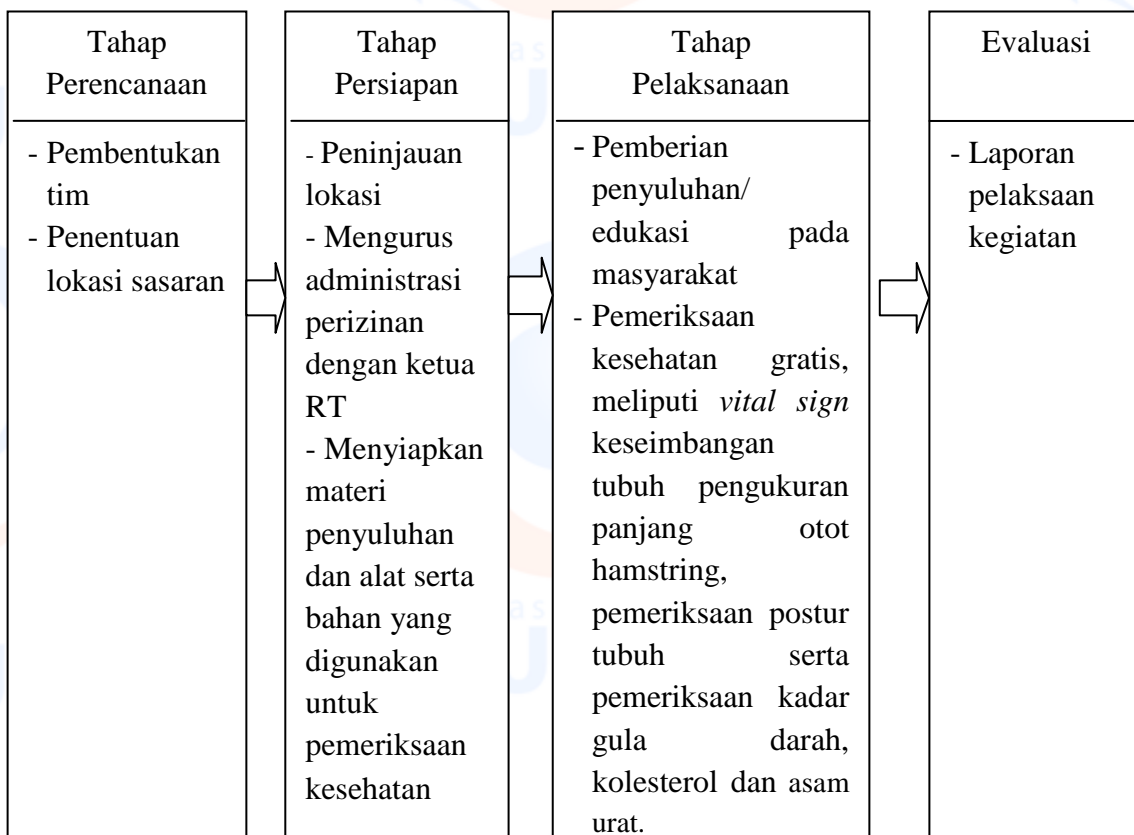 Tahap
Perencanaan
- Pembentukan
tim
- Penentuan
lokasi sasaran
Tahap
Persiapan
- Peninjauan
lokasi
- Mengurus
administrasi
perizinan
dengan ketua
RT
- Menyiapkan
materi
penyuluhan
dan alat serta
bahan yang
digunakan
untuk
pemeriksaan
kesehatan
Tahap
Pelaksanaan
- Pemberian
penyuluhan/
edukasi pada
masyarakat
- Pemeriksaan
kesehatan gratis,
meliputi vital sign
keseimbangan
tubuh pengukuran
panjang otot
hamstring,
pemeriksaan postur
tubuh serta
pemeriksaan kadar
gula darah,
kolesterol dan asam
urat.
Evaluasi
- Laporan
pelaksaan
kegiatan